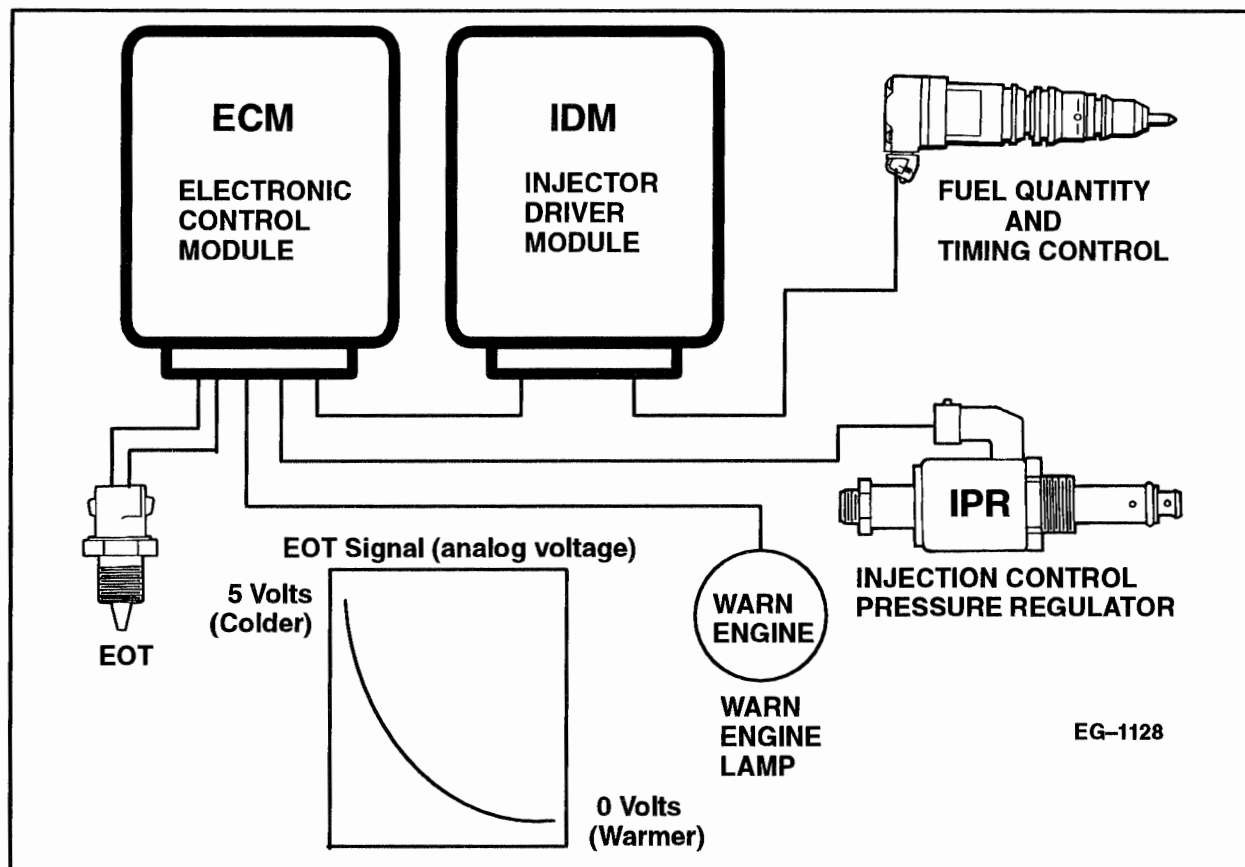 ECM
ELECTRONIC
CONTROL
MODULE
IDM
INJECTOR
DRIVER
MODULE
FUEL QUANTITY
AND
TIMING CONTROL
EOT
EOT Signal (analog voltage)
5 Volts
(Colder)
0 Volts
(Warmer)
WARN
ENGINE
WARN
ENGINE
LAMP
IPR
INJECTION CONTROL
PRESSURE REGULATOR
EG–1128